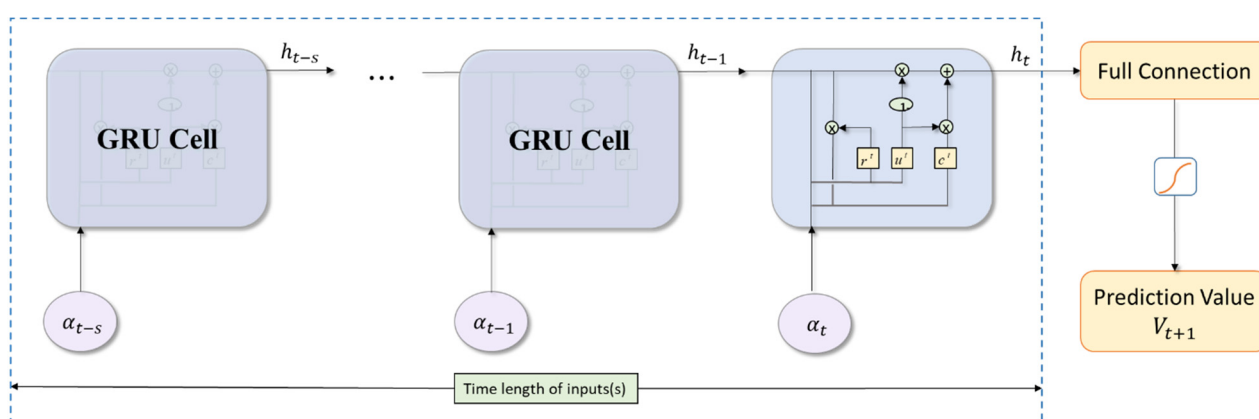 h_{t-s}
...
h_{t-1}
h_t
Full Connection
GRU Cell
GRU Cell
x
+
1-
x
x
r^t
u^t
c^t
α_{t-s}
α_{t-1}
α_t
Prediction Value
V_{t+1}
Time length of inputs(s)